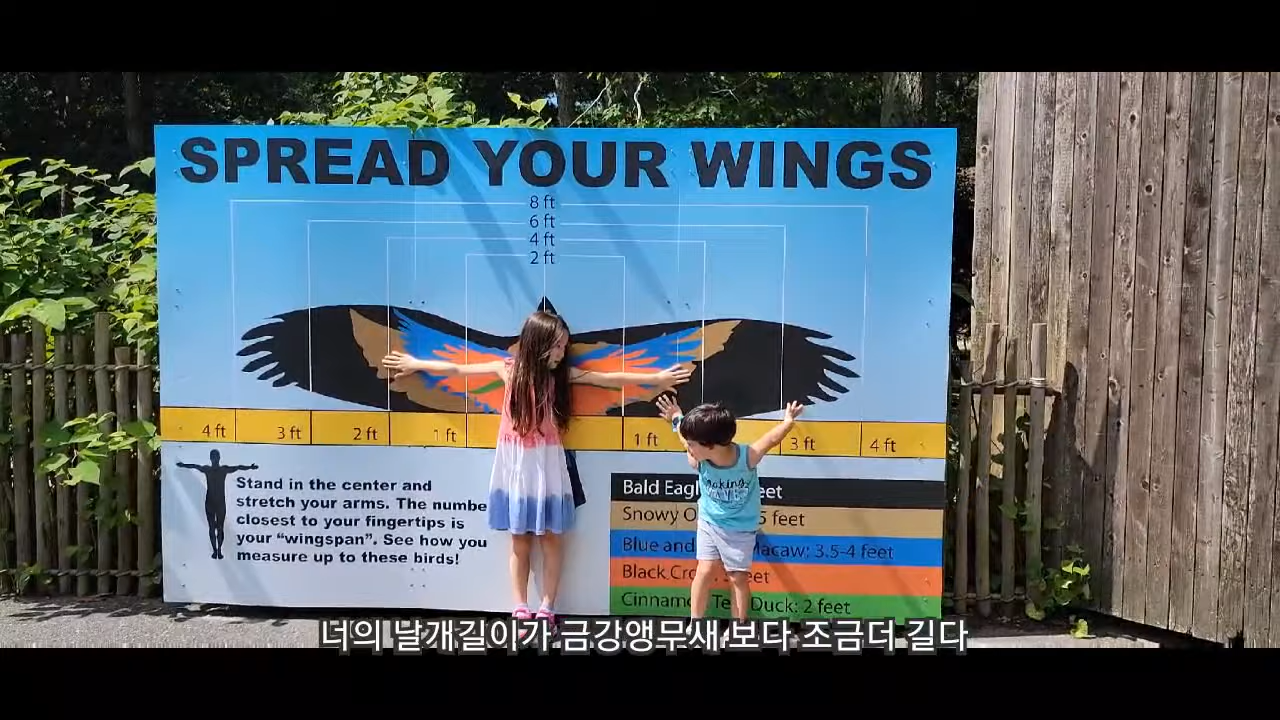 SPREAD YOUR WINGS
8 ft
6 ft
4 ft
2 ft
4 ft 3 ft 2 ft 1 ft 1 ft 3 ft 4 ft
Stand in the center and
stretch your arms. The numbe
closest to your fingertips is
your “wingspan”. See how you
measure up to these birds!
Bald Eagl eet
Snowy O 5 feet
Blue and Macaw: 3.5-4 feet
Black Cro eet
Cinnamo Te Duck: 2 feet
너의 날개길이가 금강앵무새 보다 조금더 길다